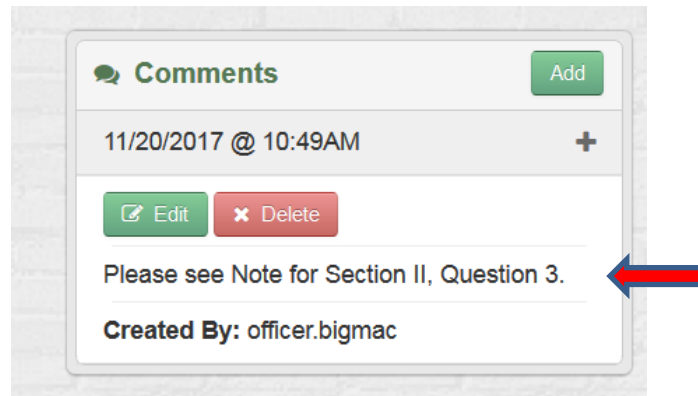 Comments Add
11/20/2017 @ 10:49AM
Edit Delete
Please see Note for Section II, Question 3.
Created By: officer.bigmac